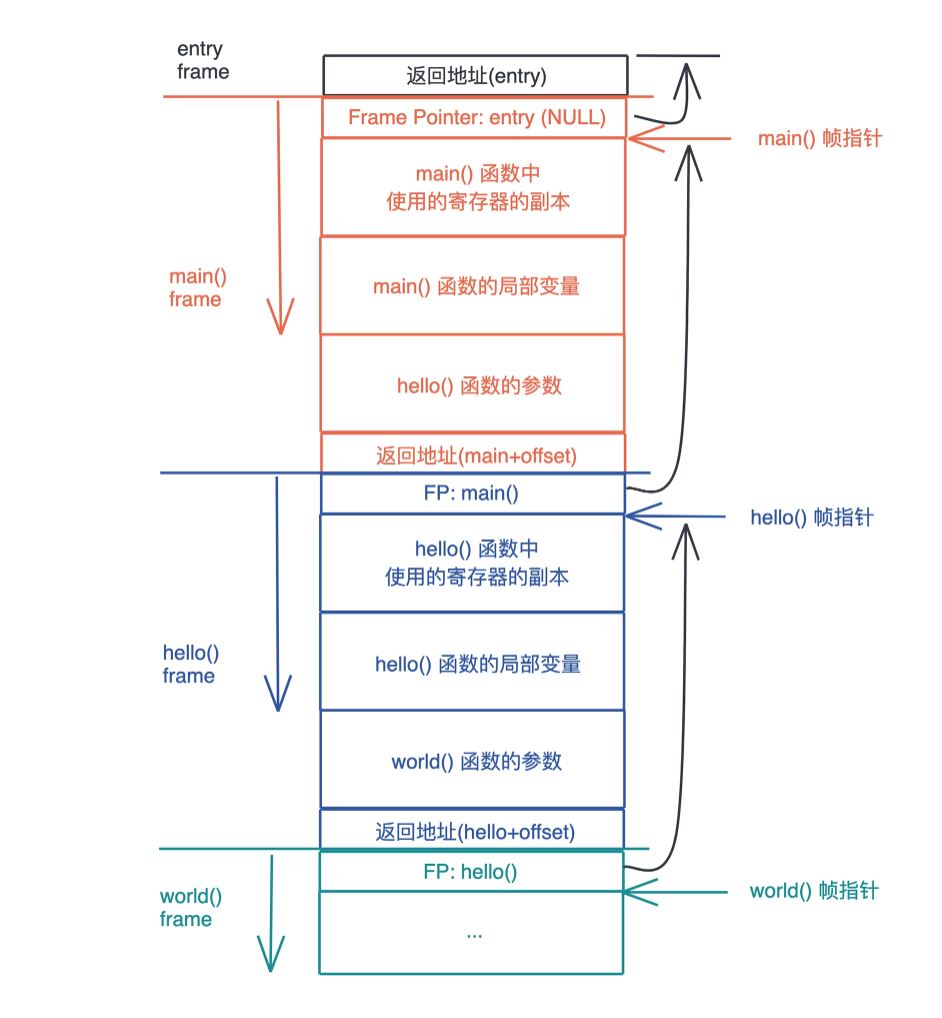 entry
frame
返回地址(entry)
Frame Pointer: entry (NULL)
main() 帧指针
main() 函数中
使用的寄存器的副本
main()
frame
main() 函数的局部变量
hello() 函数的参数
返回地址(main+offset)
FP: main()
hello() 帧指针
hello() 函数中
使用的寄存器的副本
hello()
frame
hello() 函数的局部变量
world() 函数的参数
返回地址(hello+offset)
FP: hello()
world() 帧指针
world()
frame
...